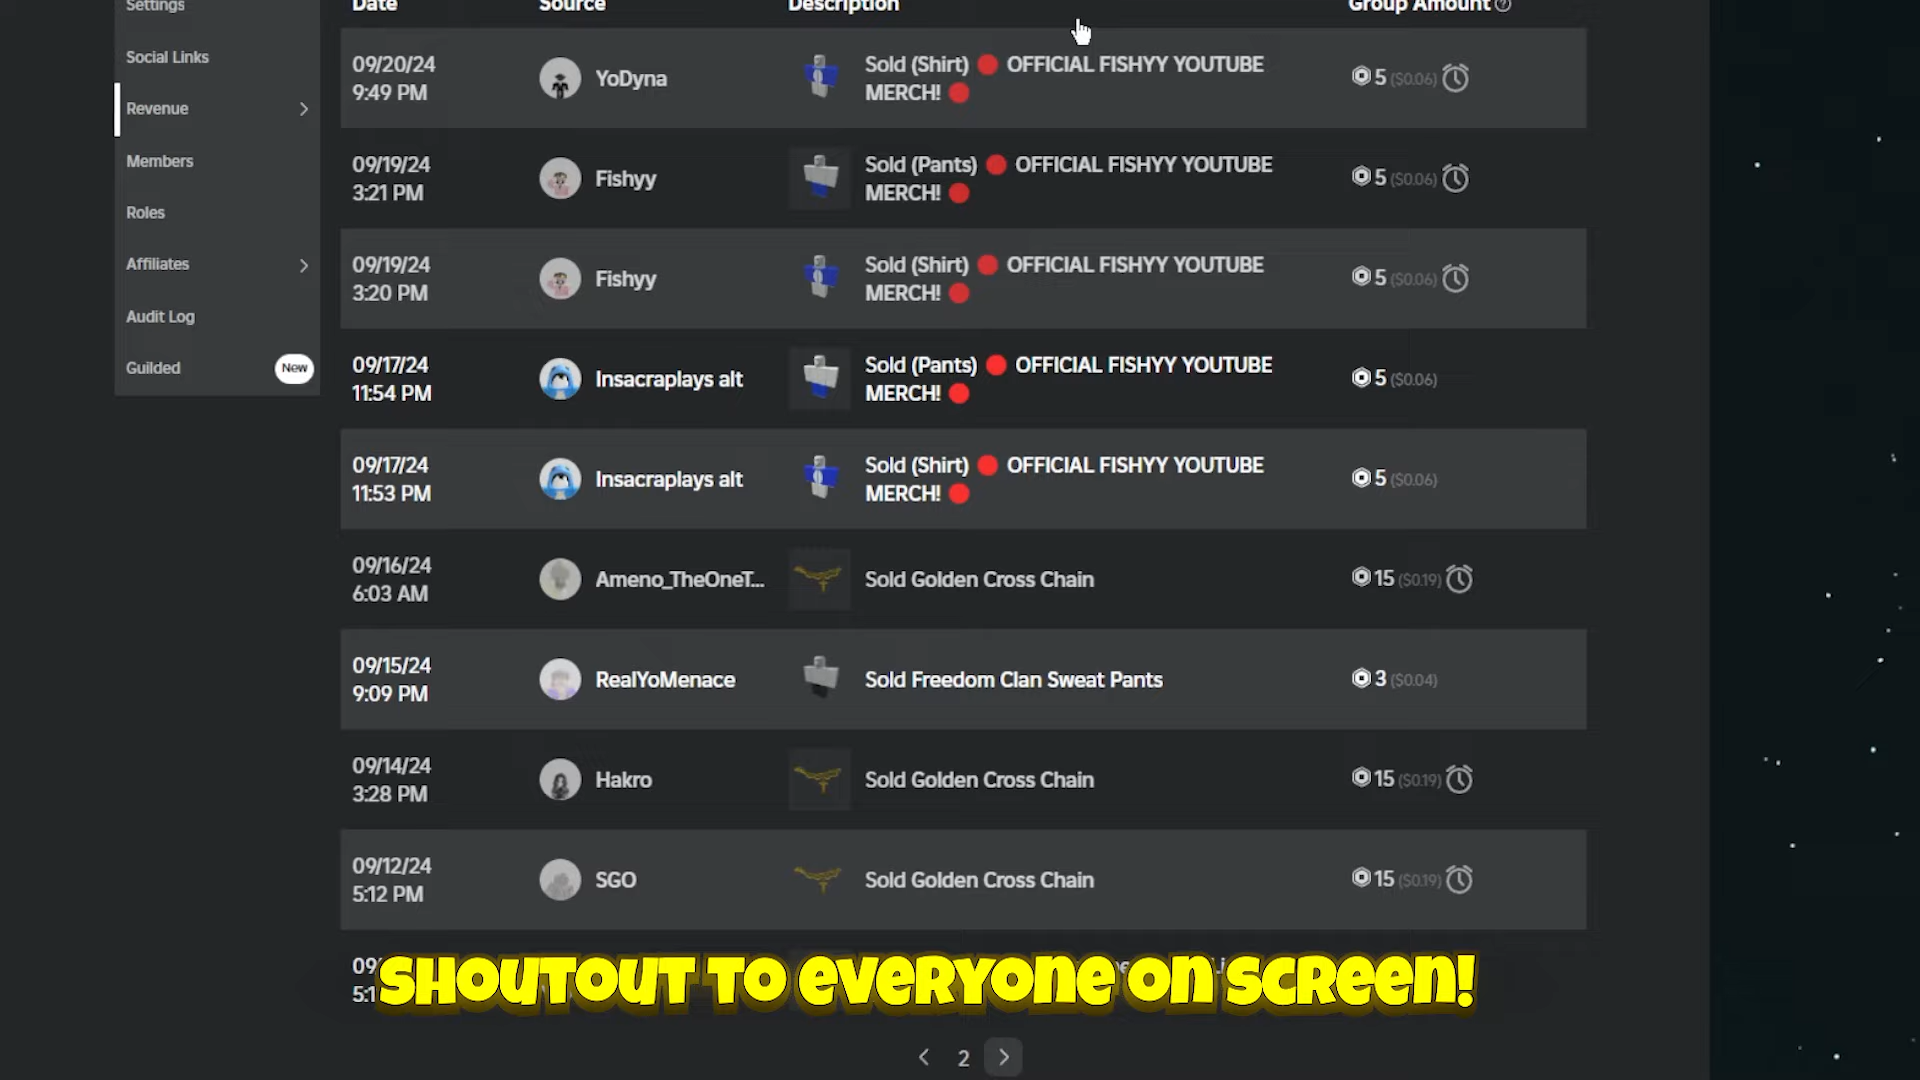 Settings
Social Links
Revenue
Members
Roles
Affiliates
Audit Log
Guilded New
Date Source Description Group Amount
09/20/24 YoDyna Sold (Shirt) 🔴 OFFICIAL FISHYY YOUTUBE 5 ($0.06)
9:49 PM MERCH! 🔴
09/19/24 Fishyy Sold (Pants) 🔴 OFFICIAL FISHYY YOUTUBE 5 ($0.06)
3:21 PM MERCH! 🔴
09/19/24 Fishyy Sold (Shirt) 🔴 OFFICIAL FISHYY YOUTUBE 5 ($0.06)
3:20 PM MERCH! 🔴
09/17/24 Insacraplays alt Sold (Pants) 🔴 OFFICIAL FISHYY YOUTUBE 5 ($0.06)
11:54 PM MERCH! 🔴
09/17/24 Insacraplays alt Sold (Shirt) 🔴 OFFICIAL FISHYY YOUTUBE 5 ($0.06)
11:53 PM MERCH! 🔴
09/16/24 Ameno_TheOneT... Sold Golden Cross Chain 15 ($0.19)
6:03 AM
09/15/24 RealYoMenace Sold Freedom Clan Sweat Pants 3 ($0.04)
9:09 PM
09/14/24 Hakro Sold Golden Cross Chain 15 ($0.19)
3:28 PM
09/12/24 SGO Sold Golden Cross Chain 15 ($0.19)
5:12 PM
SHOUTOUT TO EVERYONE ON SCREEN!
2